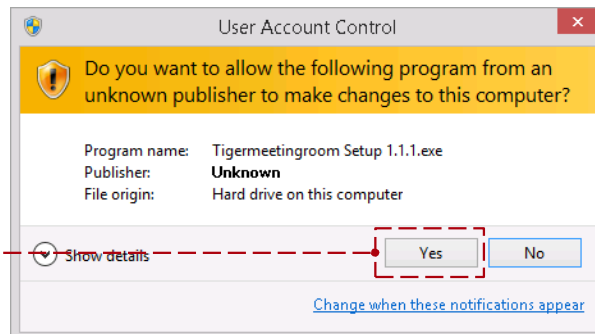 User Account Control
Do you want to allow the following program from an
unknown publisher to make changes to this computer?
Program name: Tigermeetingroom Setup 1.1.1.exe
Publisher: Unknown
File origin: Hard drive on this computer
Show details Yes No
Change when these notifications appear